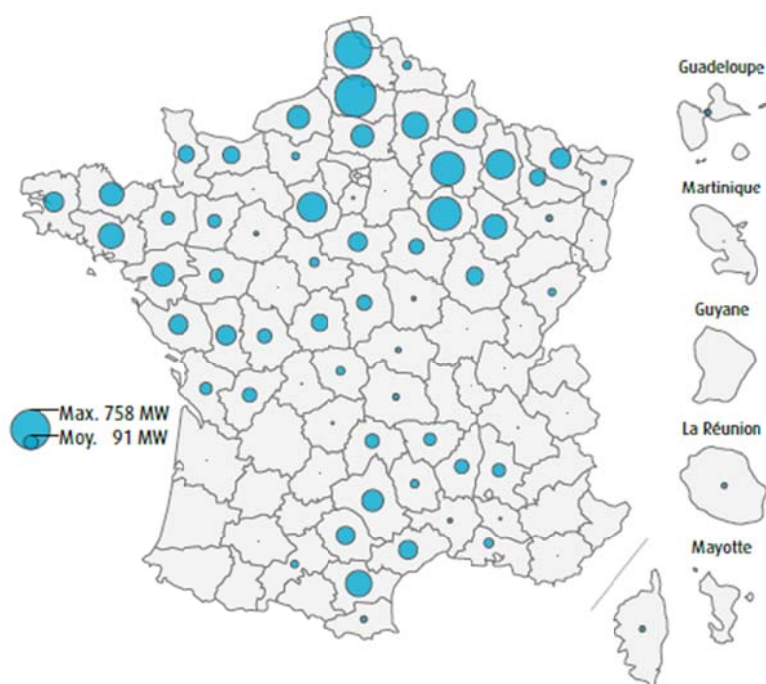 Guadeloupe
Martinique
Guyane
Max. 758 MW
Moy. 91 MW
La Réunion
Mayotte